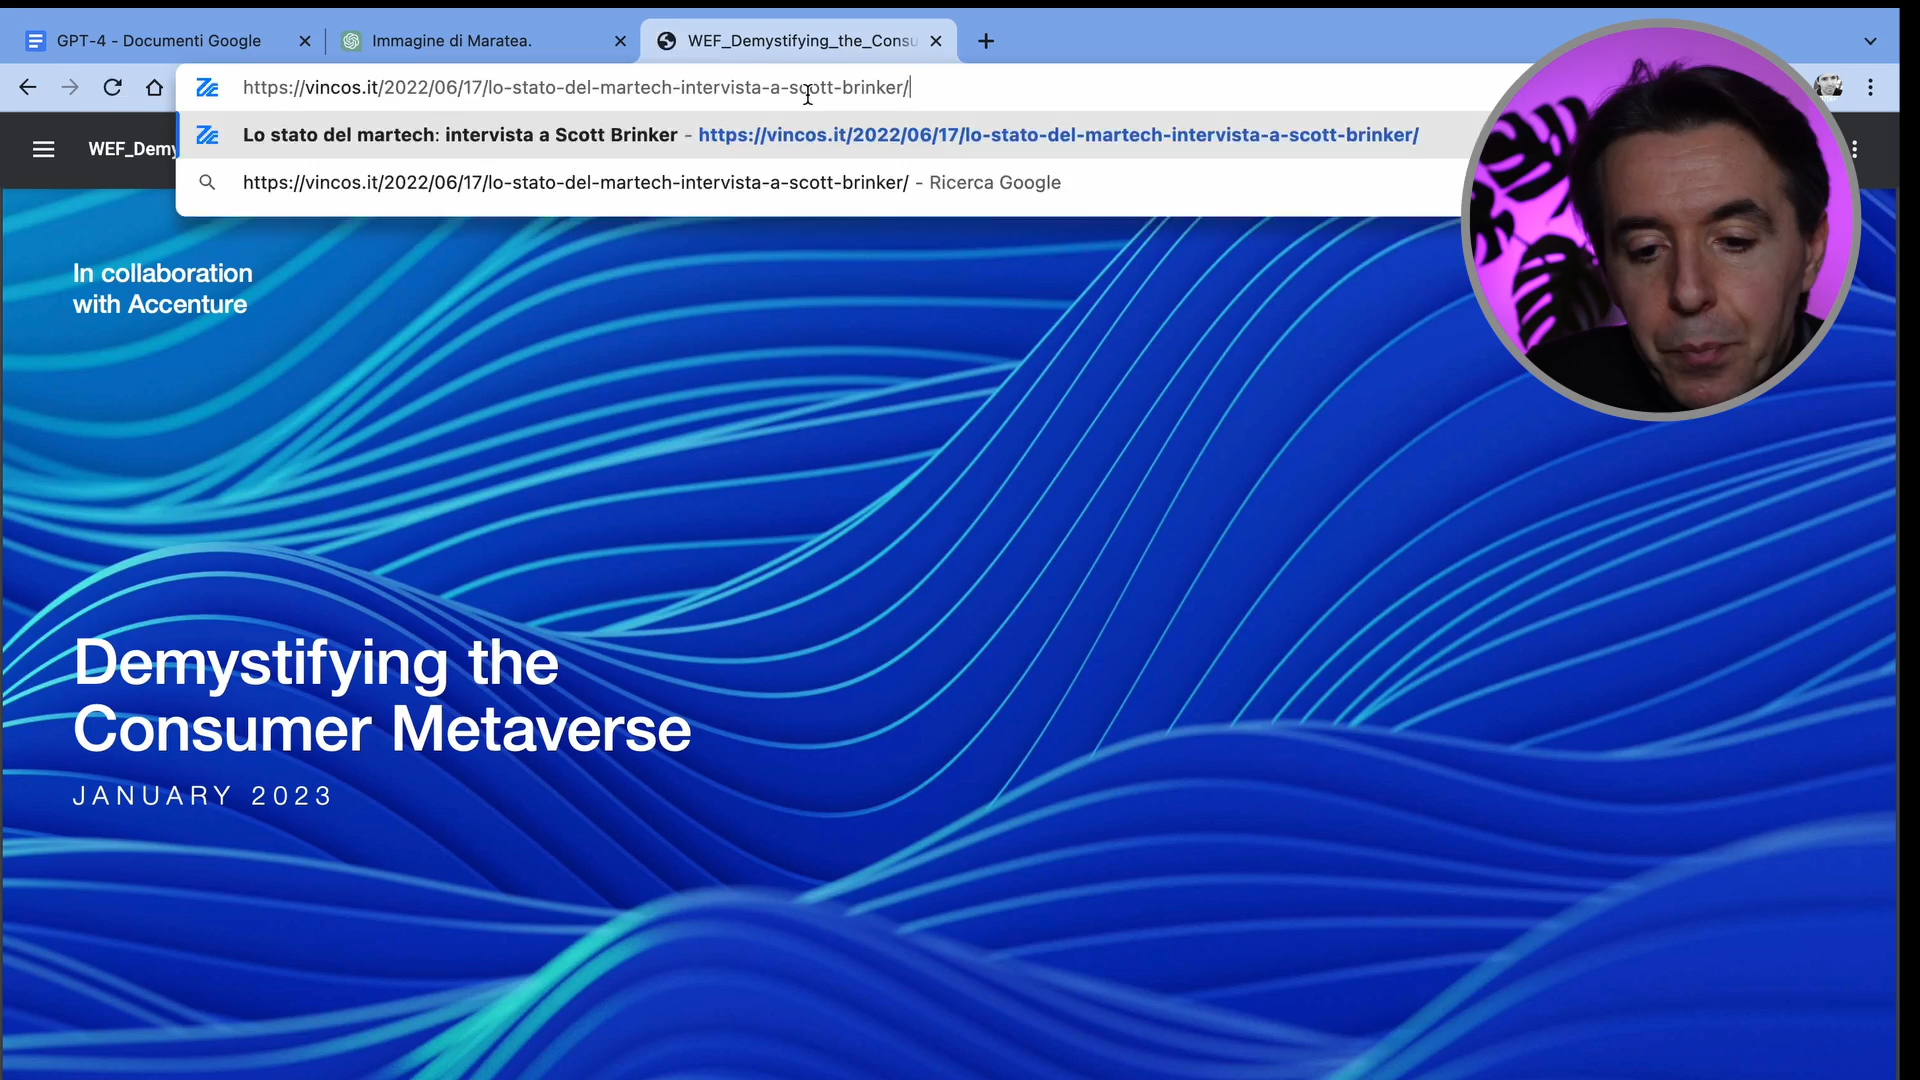 GPT-4 - Documenti Google
Immagine di Maratea.
WEF_Demystifying_the_Consu
https://vincos.it/2022/06/17/lo-stato-del-martech-intervista-a-scott-brinker/
Lo stato del martech: intervista a Scott Brinker - https://vincos.it/2022/06/17/lo-stato-del-martech-intervista-a-scott-brinker/
WEF_Demy
https://vincos.it/2022/06/17/lo-stato-del-martech-intervista-a-scott-brinker/ - Ricerca Google
In collaboration
with Accenture
Demystifying the
Consumer Metaverse
JANUARY 2023